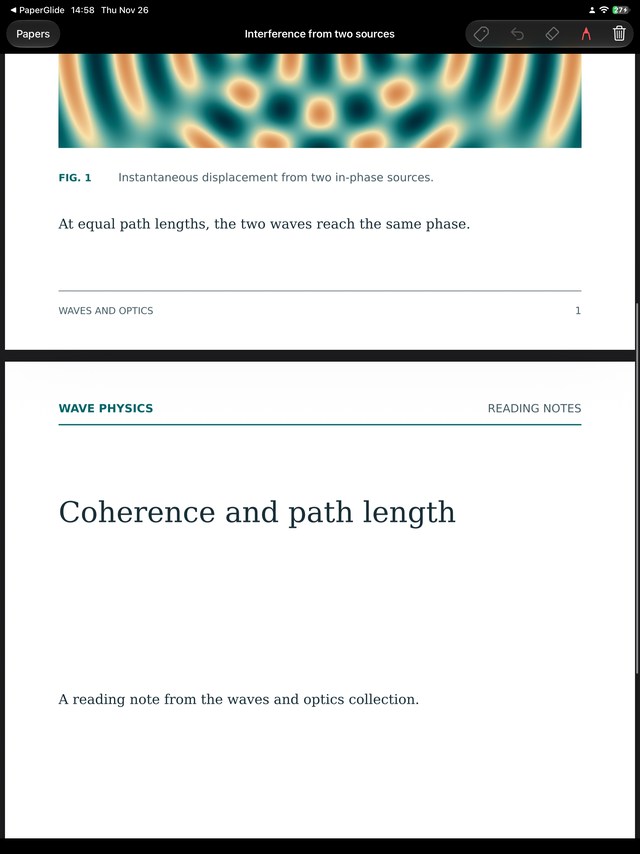 ◀ PaperGlide 14:58 Thu Nov 26 27
Papers Interference from two sources
FIG. 1 Instantaneous displacement from two in-phase sources.
At equal path lengths, the two waves reach the same phase.
WAVES AND OPTICS 1
WAVE PHYSICS READING NOTES
Coherence and path length
A reading note from the waves and optics collection.